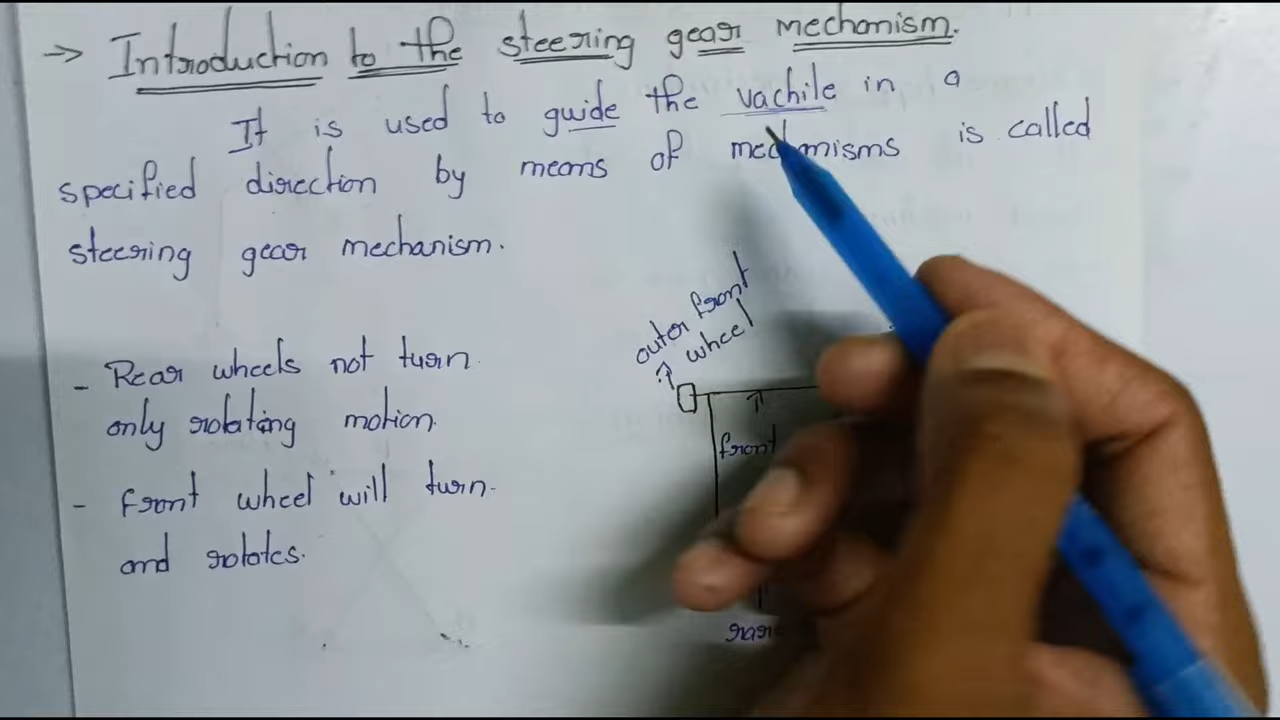 → Introduction to the steering gear mechanism.
It is used to guide the vachile in a
specified direction by means of mechanisms is called
steering gear mechanism.
- Rear wheels not turn
only rotating motion.
- front wheel will turn.
and rotates.
outer front
wheel
front